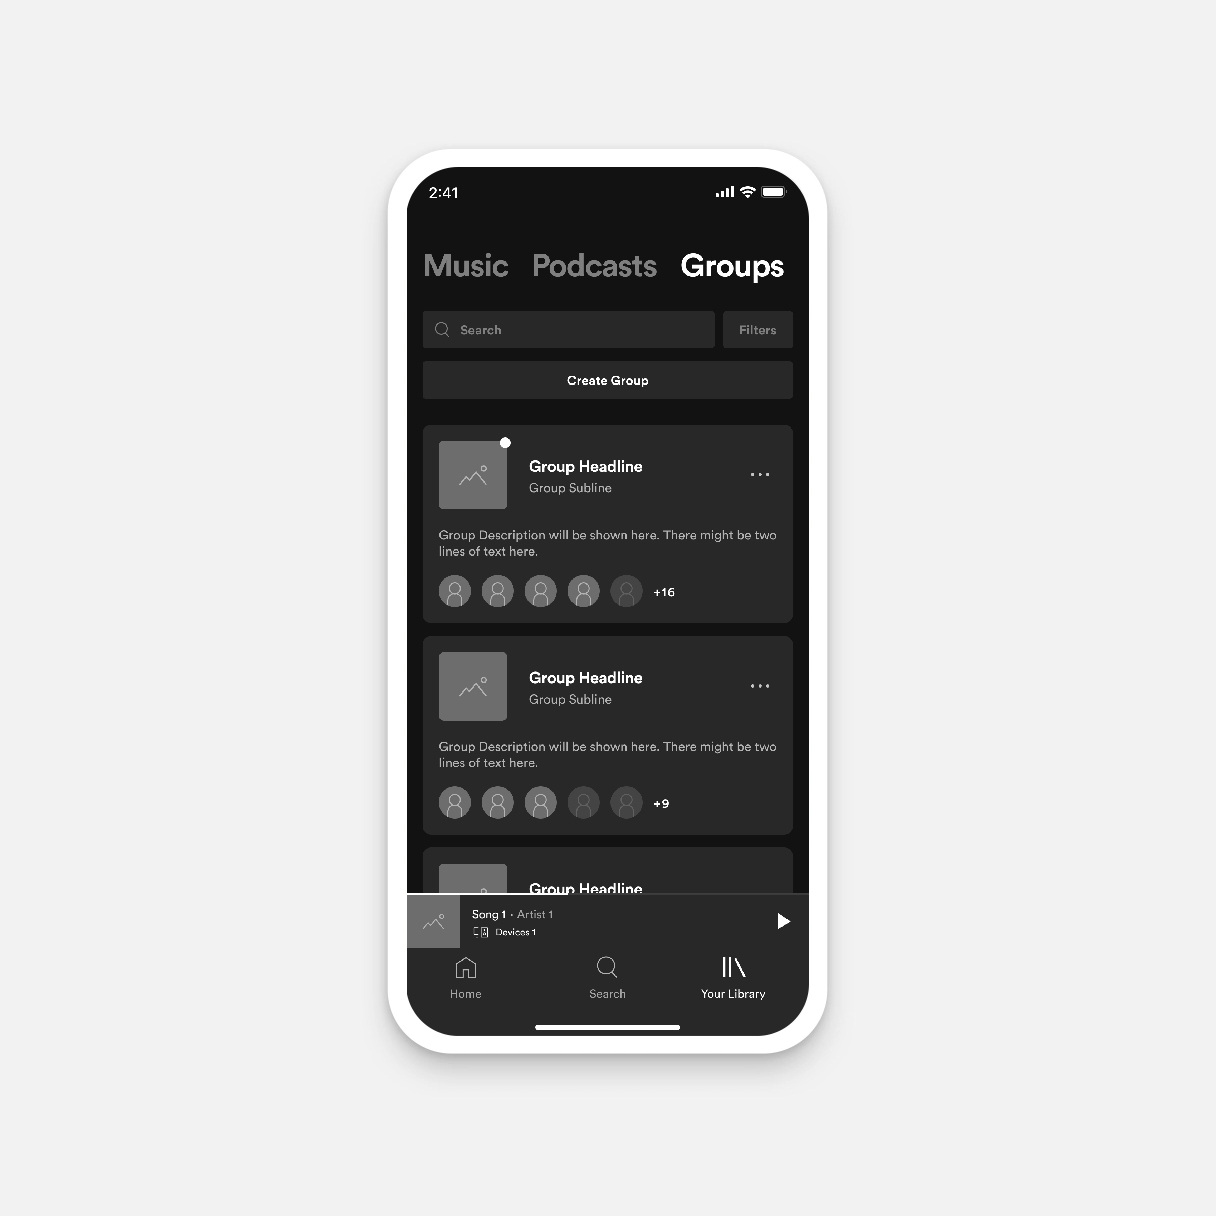 2:41
Music Podcasts Groups
Search
Filters
Create Group
Group Headline
Group Subline
Group Description will be shown here. There might be two
lines of text here.
+16
Group Headline
Group Subline
Group Description will be shown here. There might be two
lines of text here.
+9
Group Headline
Song 1 · Artist 1
Devices 1
Home
Search
Your Library